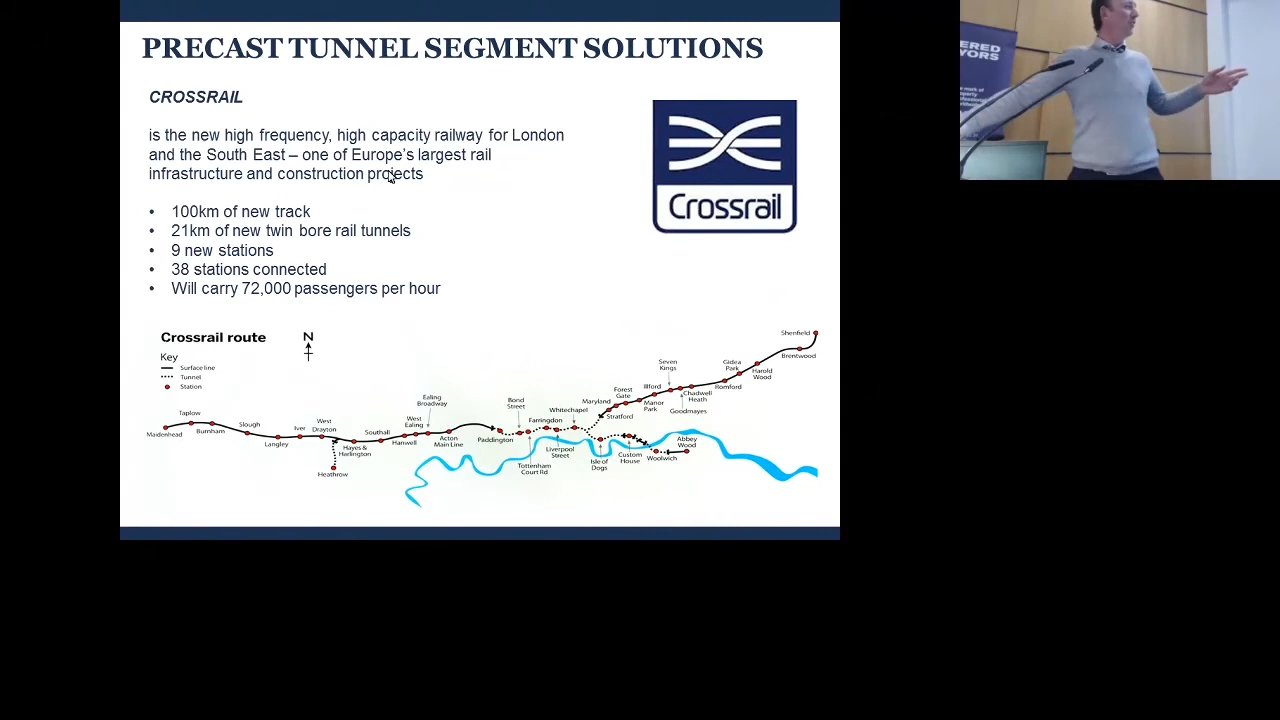 PRECAST TUNNEL SEGMENT SOLUTIONS
CROSSRAIL
is the new high frequency, high capacity railway for London
and the South East – one of Europe's largest rail
infrastructure and construction projects
• 100km of new track
• 21km of new twin bore rail tunnels
• 9 new stations
• 38 stations connected
• Will carry 72,000 passengers per hour
Crossrail
Crossrail route
N
Key
Surface line
Tunnel
Station
Maidenhead
Taplow
Burnham
Slough
Langley
Iver
West
Drayton
Heathrow
Hayes &
Harlington
Southall
Hanwell
West
Ealing
Ealing
Broadway
Acton
Main Line
Paddington
Bond
Street
Tottenham
Court Rd
Farringdon
Liverpool
Street
Whitechapel
Isle of
Dogs
Custom
House
Woolwich
Abbey
Wood
Stratford
Maryland
Forest
Gate
Manor
Park
Ilford
Seven
Kings
Goodmayes
Chadwell
Heath
Romford
Gidea
Park
Harold
Wood
Brentwood
Shenfield
ERED
YORS